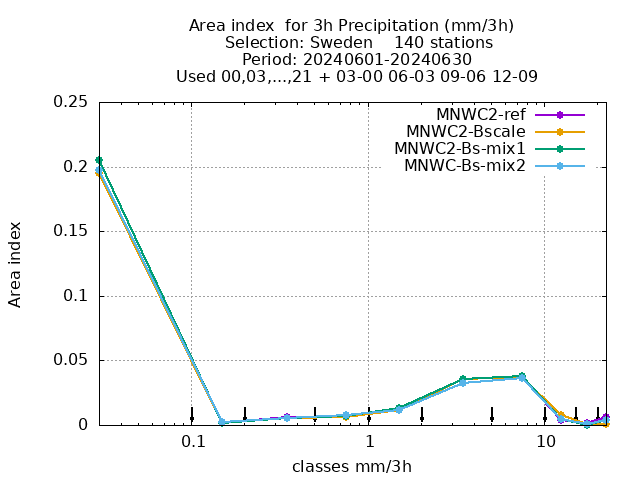 Area index  for 3h Precipitation (mm/3h)
Selection: Sweden    140 stations
Period: 20240601-20240630
Used 00,03,...,21 + 03-00 06-03 09-06 12-09
MNWC2-ref
MNWC2-Bscale
MNWC2-Bs-mix1
MNWC-Bs-mix2
0.25
0.2
0.15
0.1
0.05
0
Area index
0.1
1
10
classes mm/3h